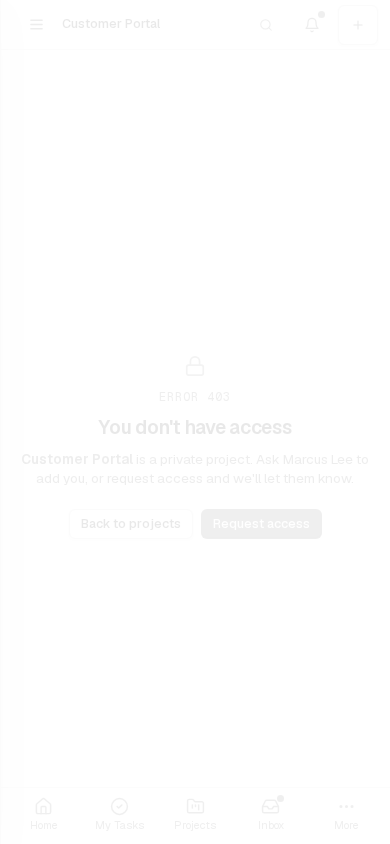 Customer Portal
ERROR 403
You don't have access
Customer Portal is a private project. Ask Marcus Lee to
add you, or request access and we'll let them know.
Back to projects
Request access
Home
My Tasks
Projects
Inbox
More